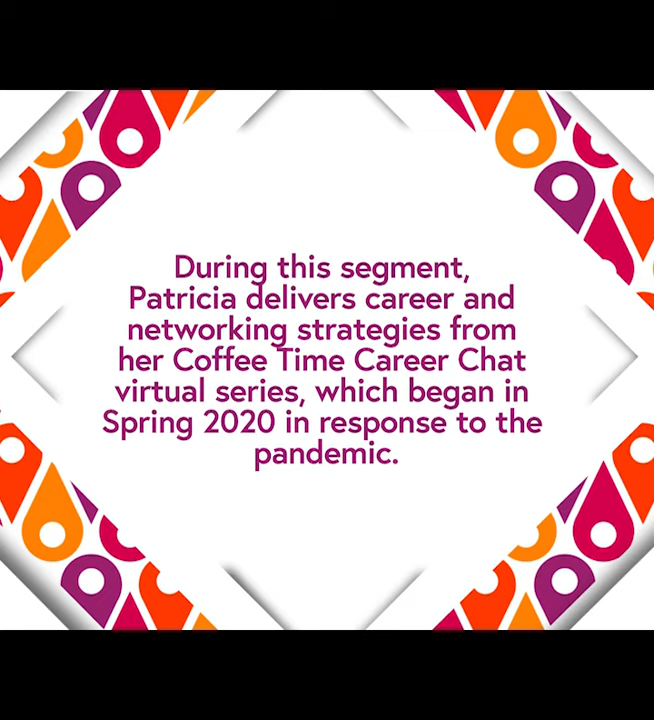 During this segment,
Patricia delivers career and
networking strategies from
her Coffee Time Career Chat
virtual series, which began in
Spring 2020 in response to the
pandemic.